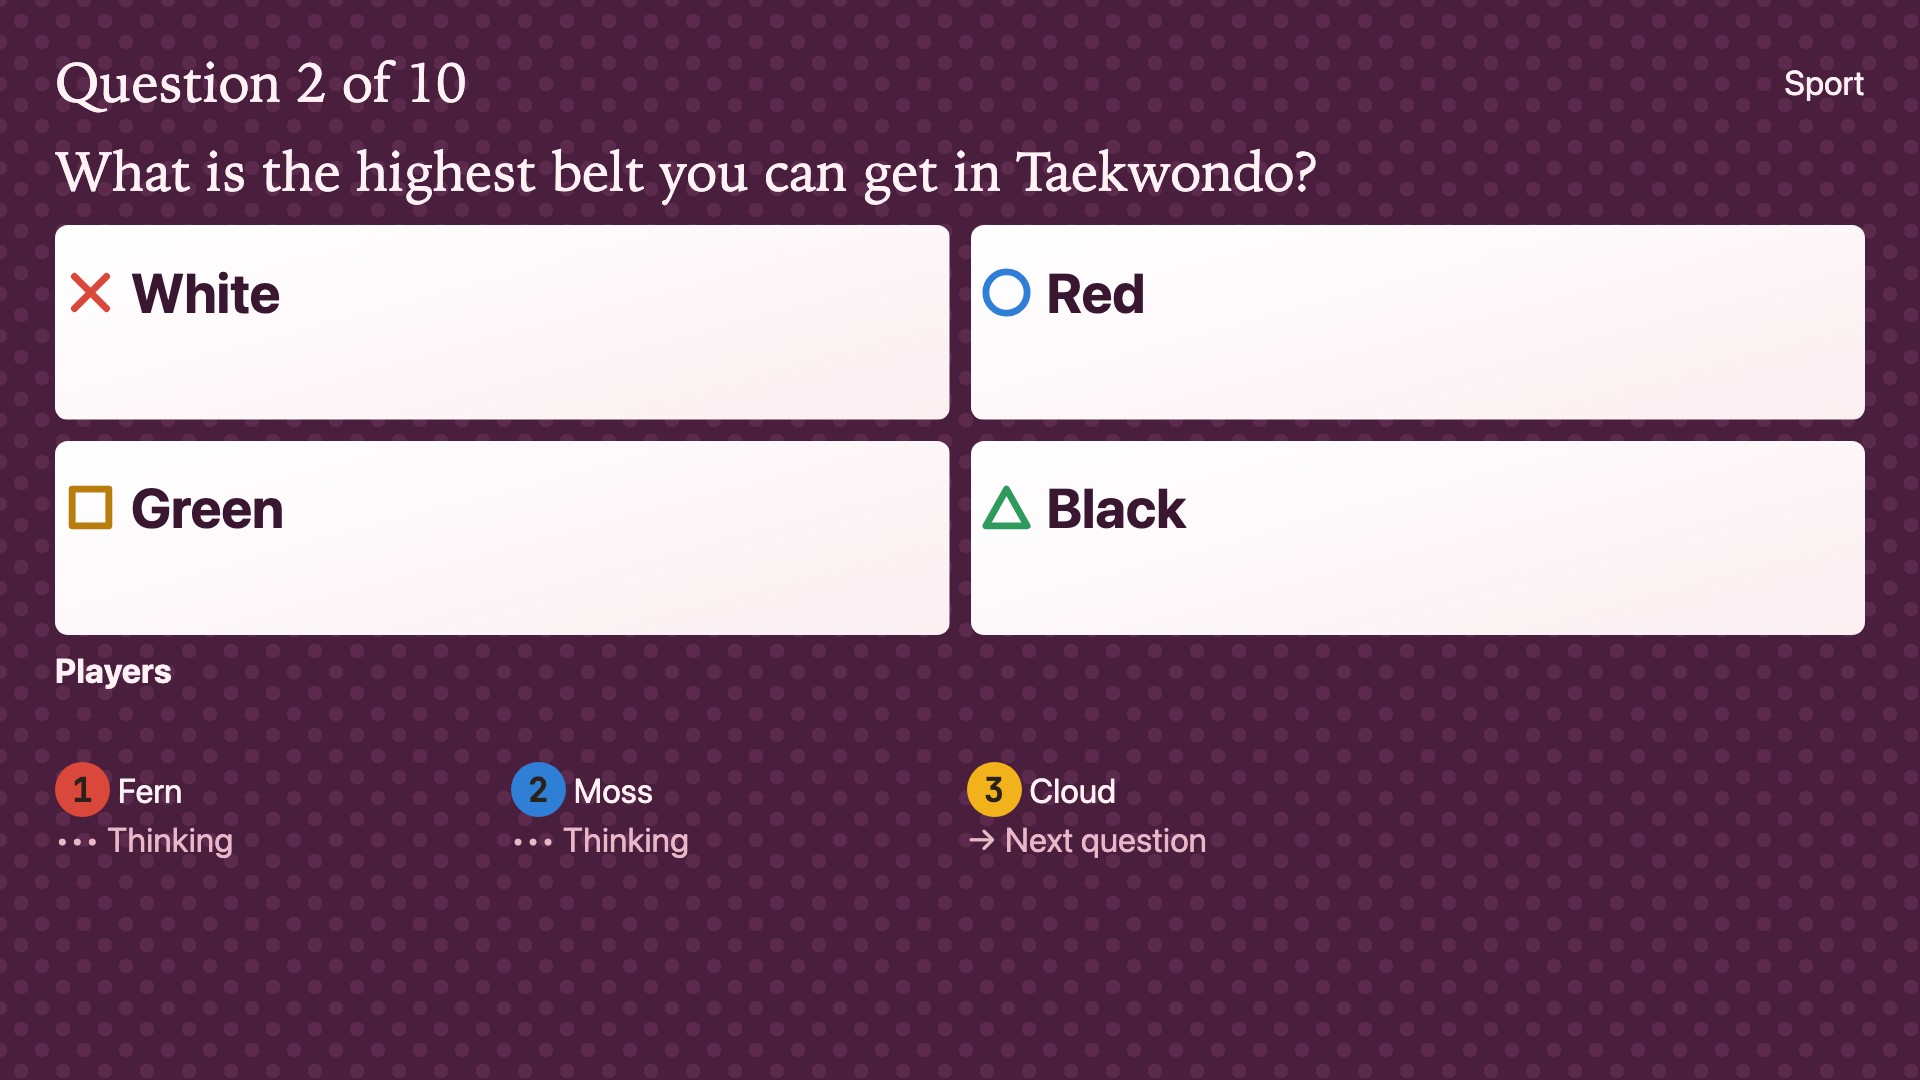 Question 2 of 10
Sport
What is the highest belt you can get in Taekwondo?
White
Red
Green
Black
Players
1 Fern
... Thinking
2 Moss
... Thinking
3 Cloud
→ Next question